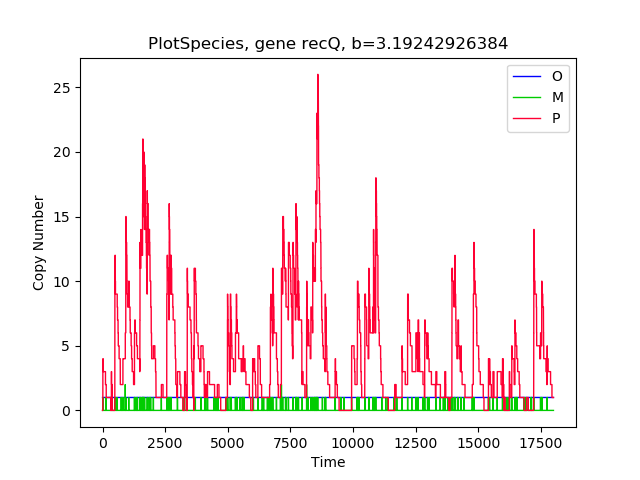 PlotSpecies, gene recQ, b=3.19242926384
O
M
P
25
20
15
10
5
0
Copy Number
0 2500 5000 7500 10000 12500 15000 17500
Time